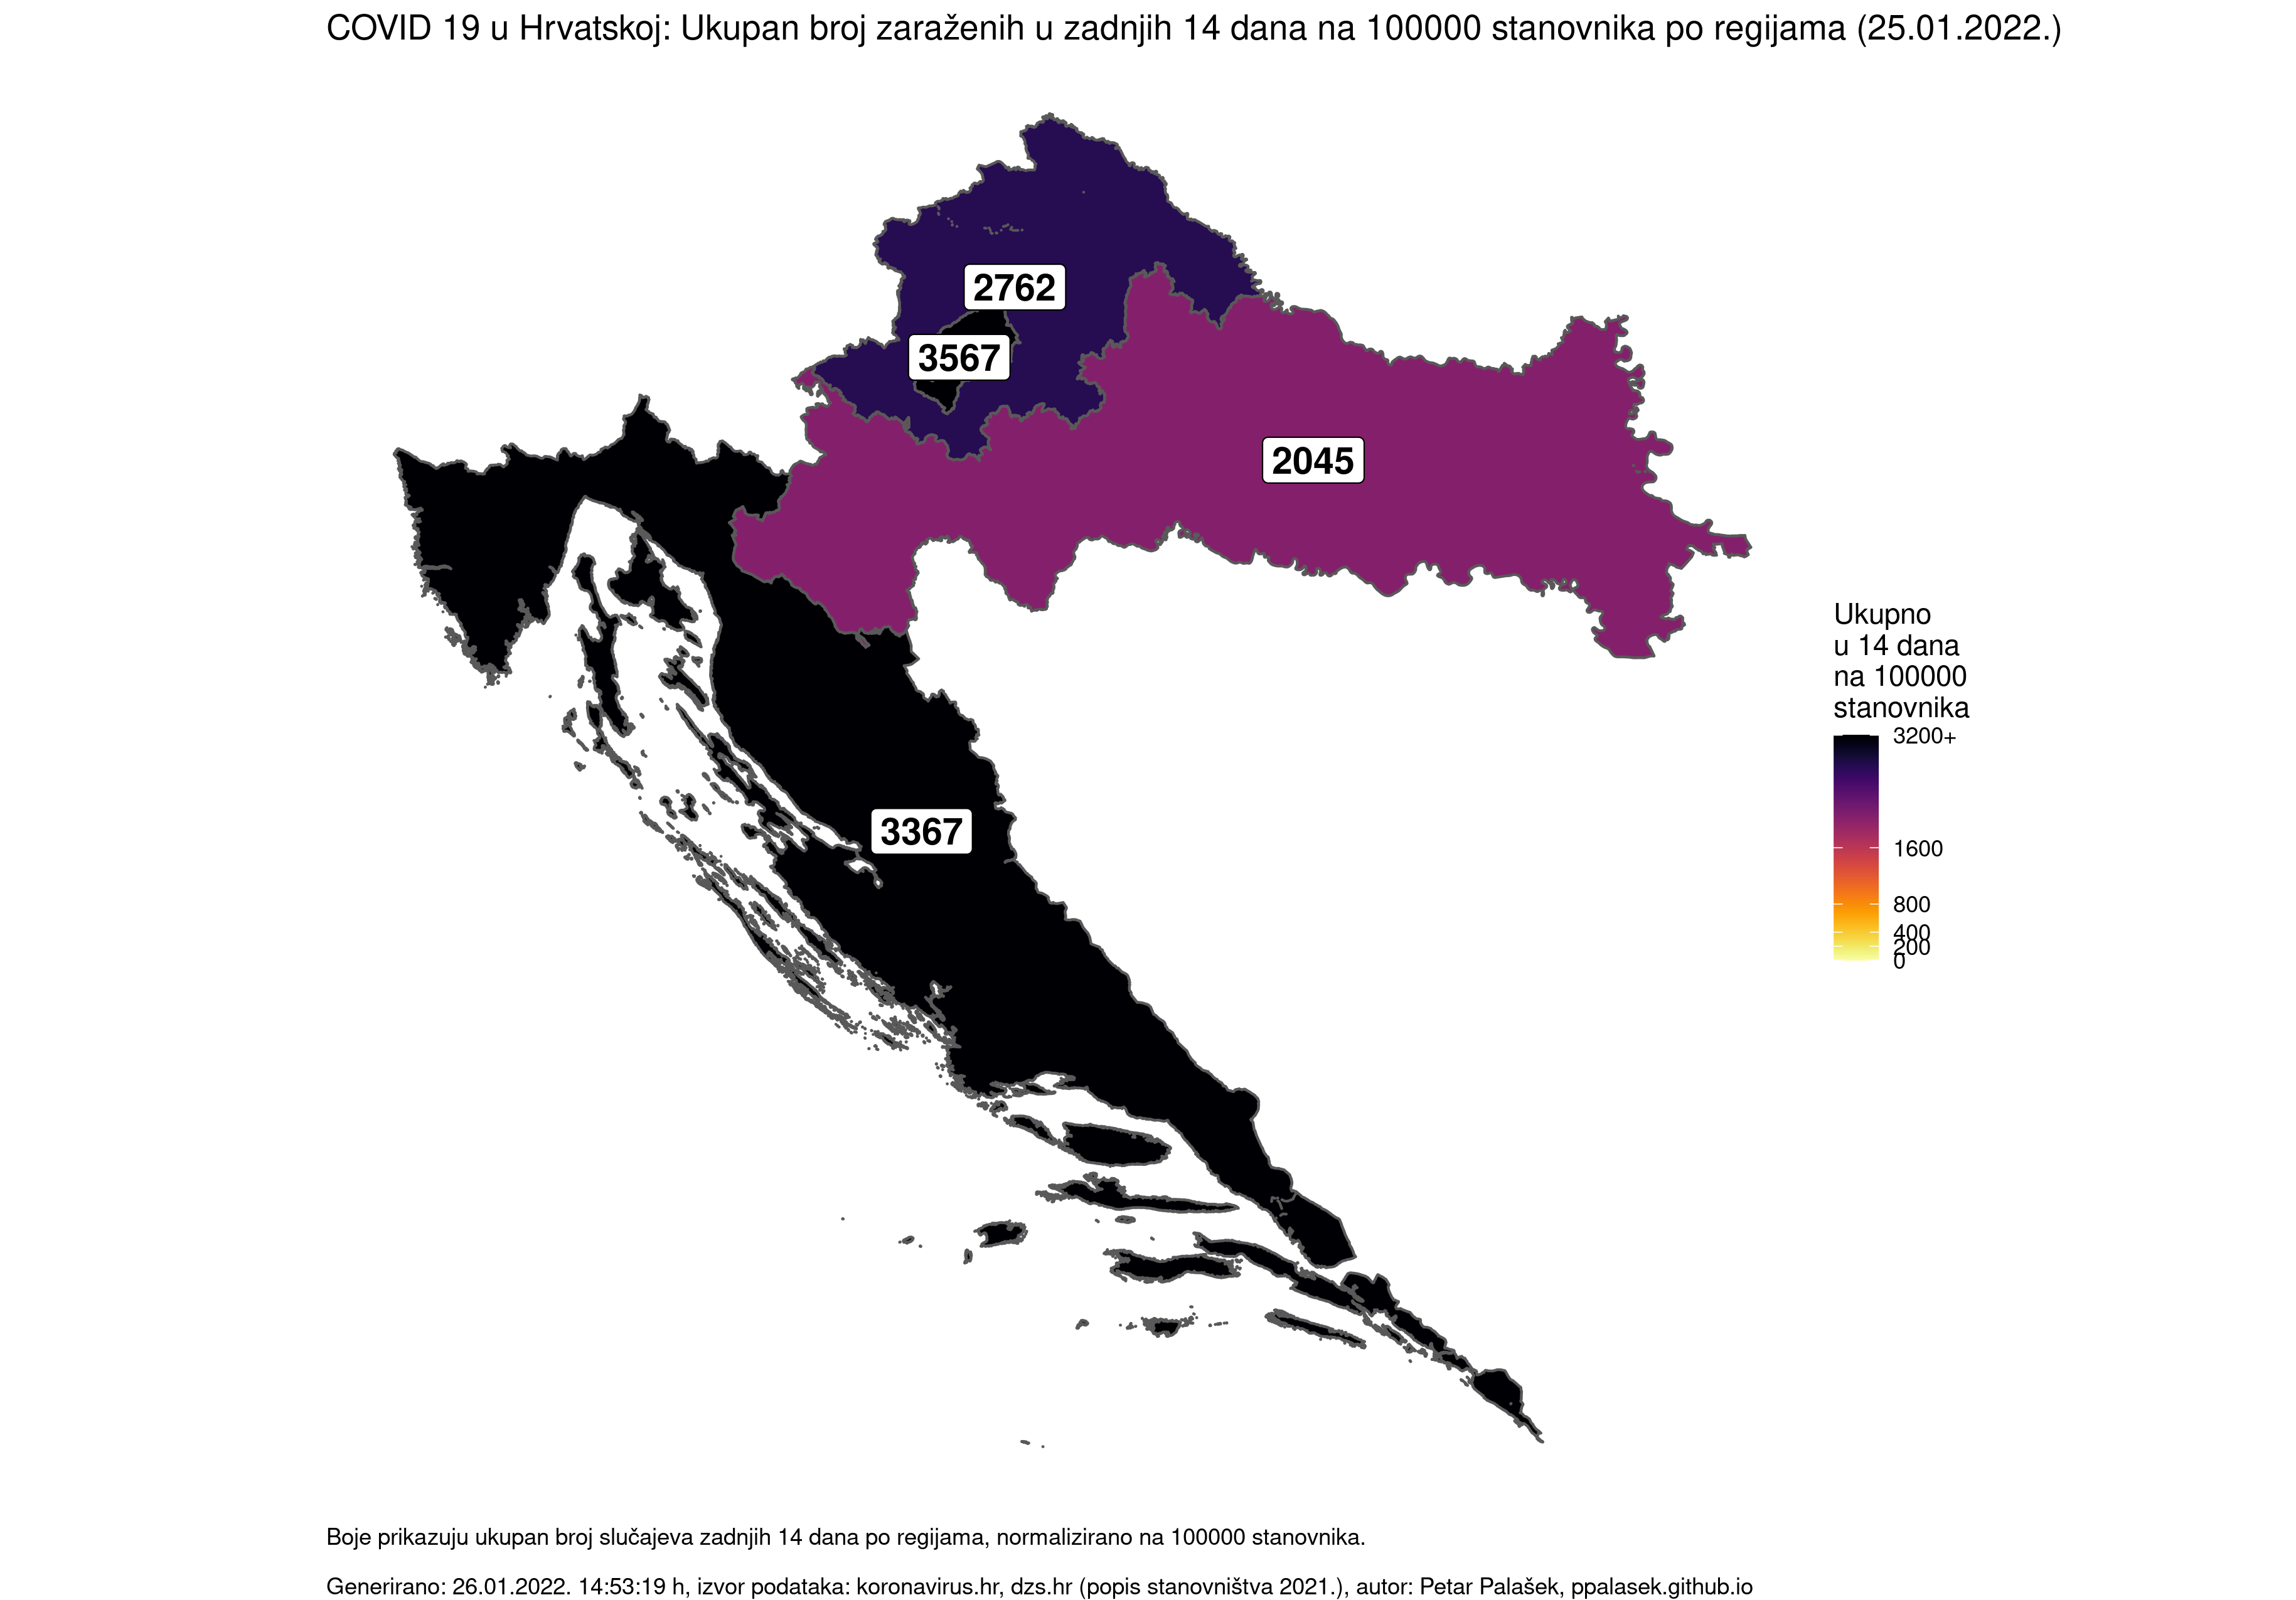 COVID 19 u Hrvatskoj: Ukupan broj zaraženih u zadnjih 14 dana na 100000 stanovnika po regijama (25.01.2022.)
2762
3567
2045
3367
Ukupno
u 14 dana
na 100000
stanovnika
3200+
1600
800
400
200
0
Boje prikazuju ukupan broj slučajeva zadnjih 14 dana po regijama, normalizirano na 100000 stanovnika.
Generirano: 26.01.2022. 14:53:19 h, izvor podataka: koronavirus.hr, dzs.hr (popis stanovništva 2021.), autor: Petar Palašek, ppalasek.github.io